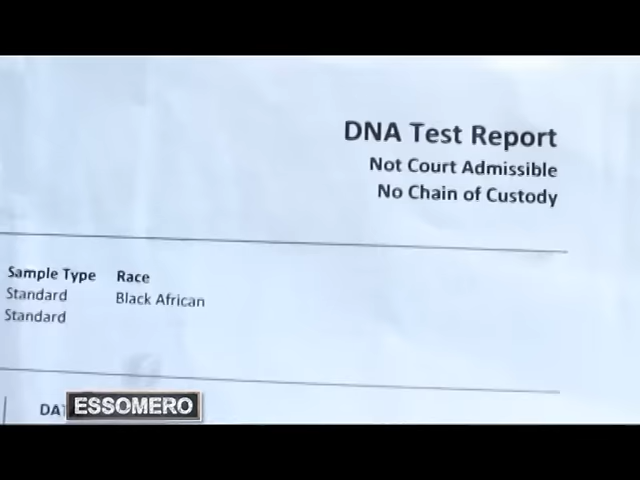 DNA Test Report
Not Court Admissible
No Chain of Custody
Sample Type Race
Standard Black African
Standard
ESSOMERO